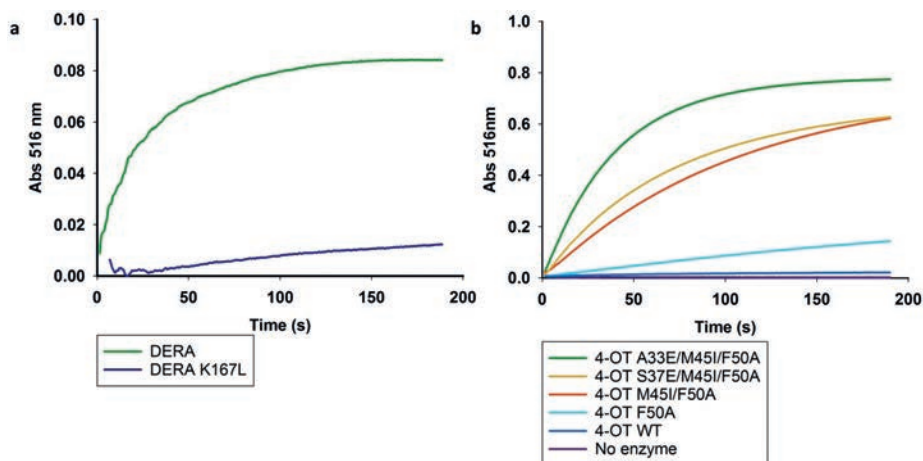 a
0.10
0.08
0.06
0.04
0.02
0.00
Abs 516 nm
0 50 100 150 200
Time (s)
DERA
DERA K167L
b
1.0
0.8
0.6
0.4
0.2
0.0
Abs 516nm
0 50 100 150 200
Time (s)
4-OT A33E/M45I/F50A
4-OT S37E/M45I/F50A
4-OT M45I/F50A
4-OT F50A
4-OT WT
No enzyme